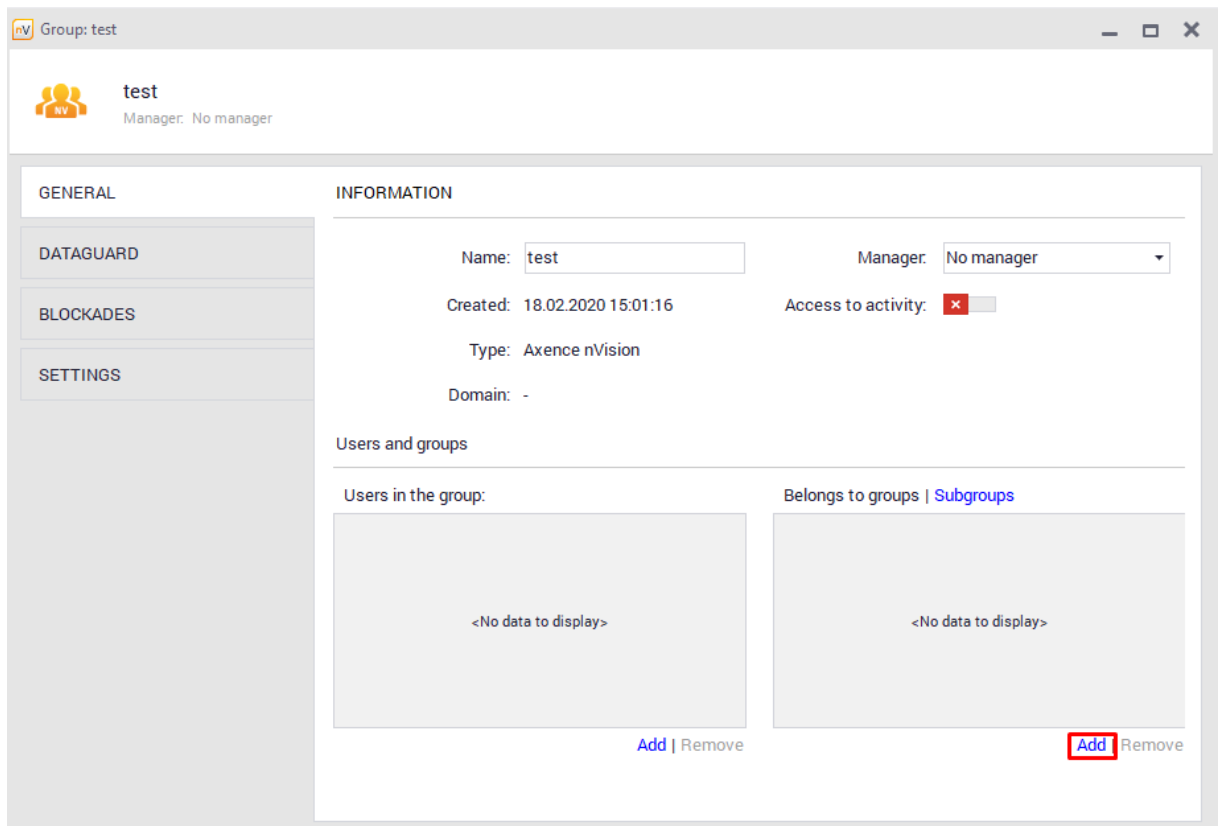 nV Group: test
test
NV
Manager: No manager
GENERAL
DATAGUARD
BLOCKADES
SETTINGS
INFORMATION
Name: test
Manager: No manager
Created: 18.02.2020 15:01:16
Access to activity:
Type: Axence nVision
Domain: -
Users and groups
Users in the group:
Belongs to groups | Subgroups
<No data to display>
<No data to display>
Add | Remove
Add | Remove